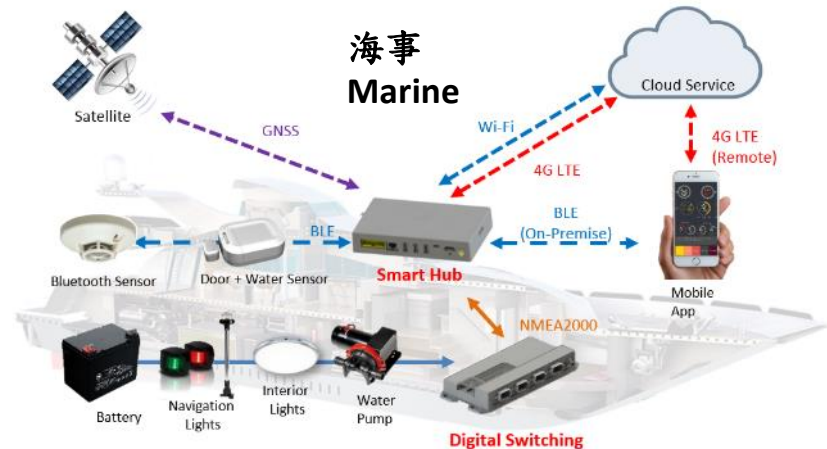 海事
Marine
Cloud Service
Satellite
GNSS
Wi-Fi
4G LTE
4G LTE
(Remote)
BLE
BLE
(On-Premise)
Bluetooth Sensor
Door + Water Sensor
Smart Hub
Mobile
App
NMEA2000
Battery
Navigation
Lights
Interior
Lights
Water
Pump
Digital Switching